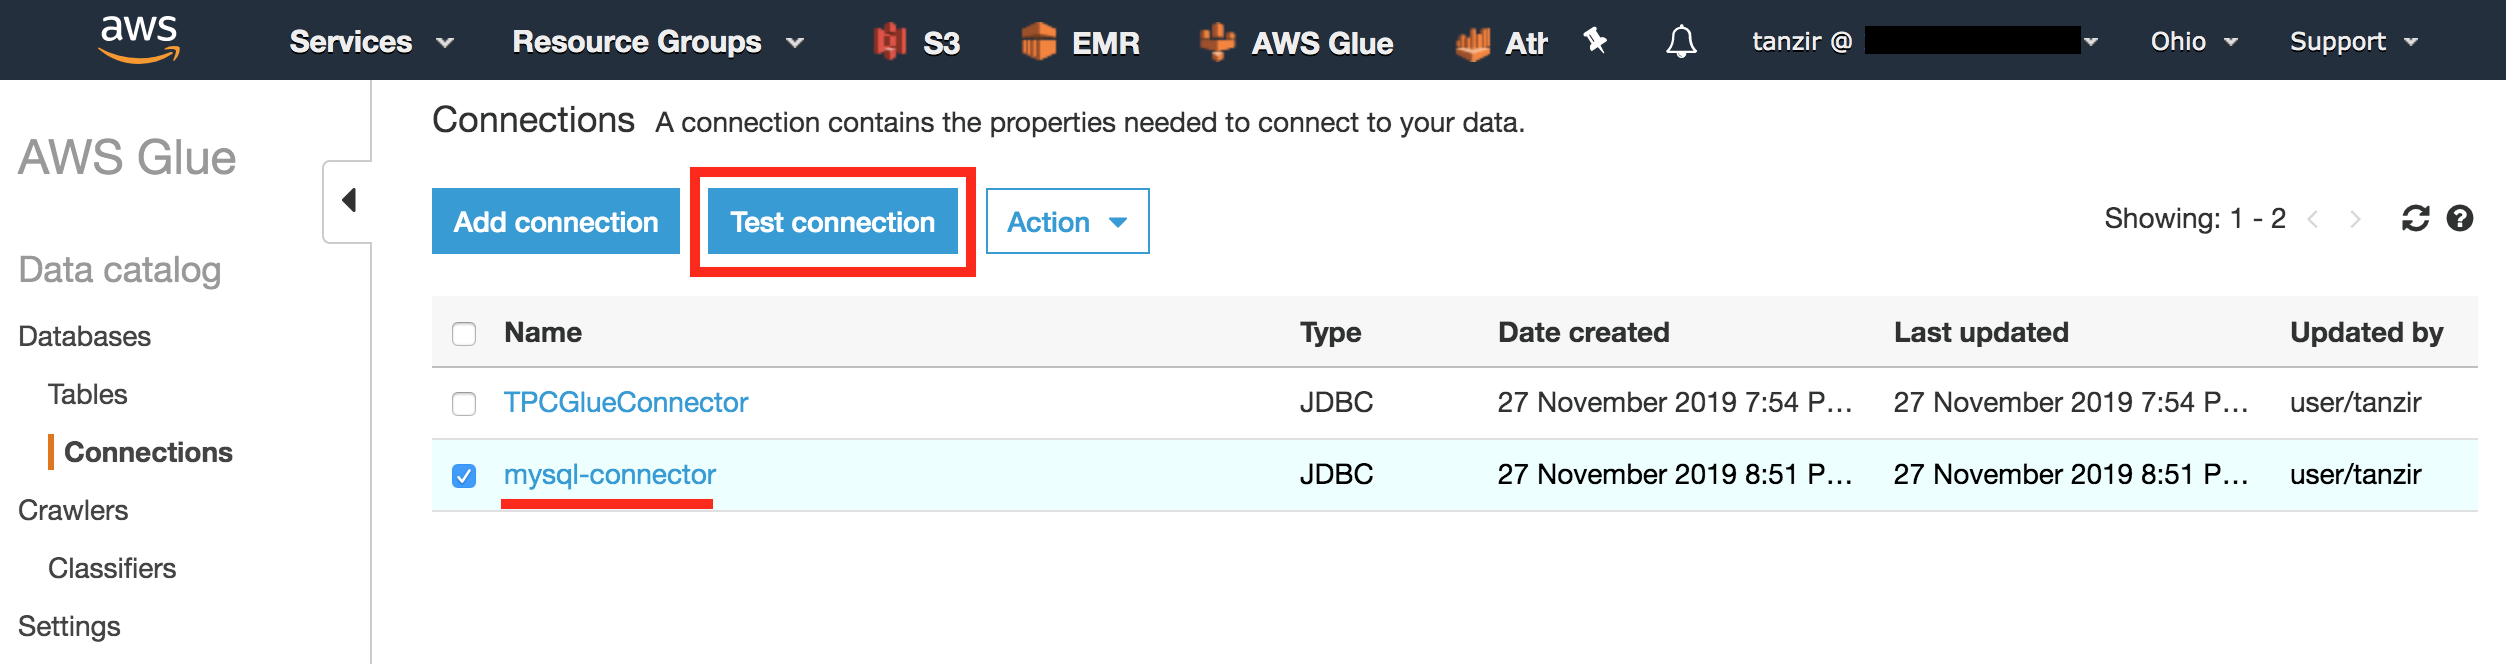 aws Services Resource Groups S3 EMR AWS Glue Ath tanzir @ Ohio Support
AWS Glue
Data catalog
Databases
Tables
Connections
Crawlers
Classifiers
Settings
Connections A connection contains the properties needed to connect to your data.
Add connection Test connection Action Showing: 1 - 2
Name Type Date created Last updated Updated by
TPCGlueConnector JDBC 27 November 2019 7:54 P... 27 November 2019 7:54 P... user/tanzir
mysql-connector JDBC 27 November 2019 8:51 P... 27 November 2019 8:51 P... user/tanzir